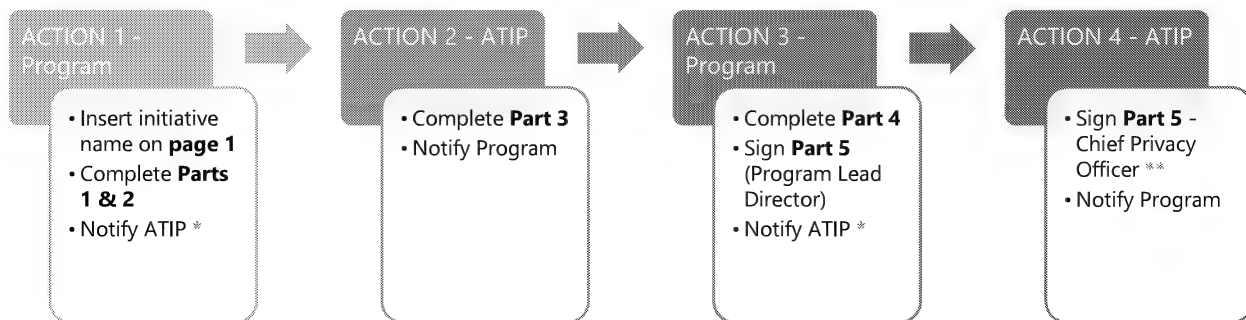 ACTION 1 -
Program
• Insert initiative
name on page 1
• Complete Parts
1 & 2
• Notify ATIP *
ACTION 2 - ATIP
• Complete Part 3
• Notify Program
ACTION 3 -
Program
• Complete Part 4
• Sign Part 5
(Program Lead
Director)
• Notify ATIP *
ACTION 4 - ATIP
• Sign Part 5 -
Chief Privacy
Officer **
• Notify Program